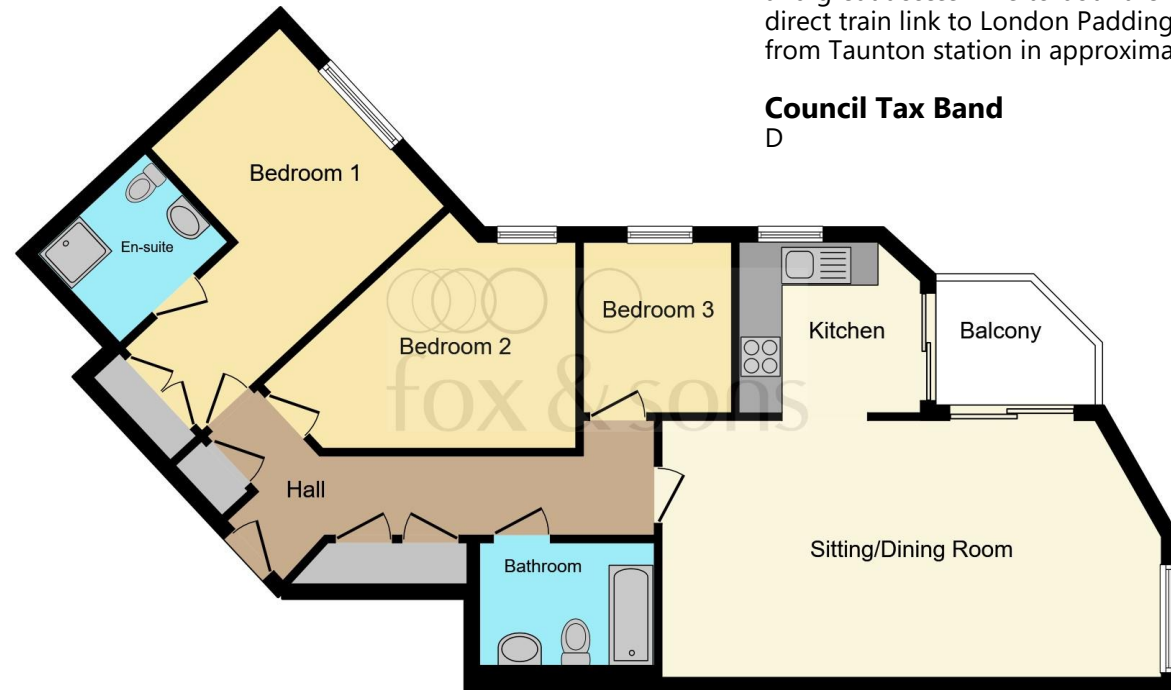 direct train link to London Padding
from Taunton station in approxima
Council Tax Band
D
Bedroom 1
En-suite
Bedroom 2
Bedroom 3
Kitchen
Balcony
fox & sons
Hall
Sitting/Dining Room
Bathroom